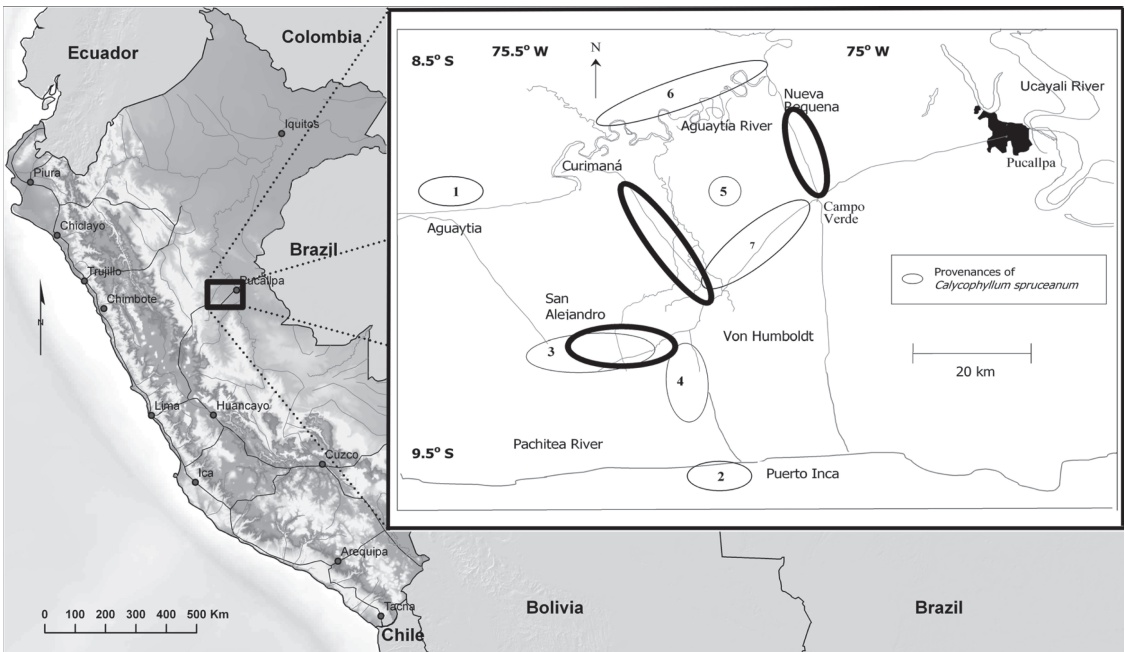 Ecuador
Colombia
Iquitos
Piura
Chiclayo
Trujillo
Chimbote
Brazil
Pucallpa
N
Lima
Huancayo
Cuzco
Ica
Arequipa
Tacna
Chile
Bolivia
Brazil
0 100 200 300 400 500 Km
75.5° W
75° W
8.5° S
N
6
Nueva
Requena
Ucayali River
Aguaytía River
Pucallpa
Curimaná
1
5
Campo
Verde
Aguaytia
7
Provenances of
Calycophyllum spruceanum
San
Alejandro
Von Humboldt
3
4
20 km
Pachitea River
9.5° S
2
Puerto Inca